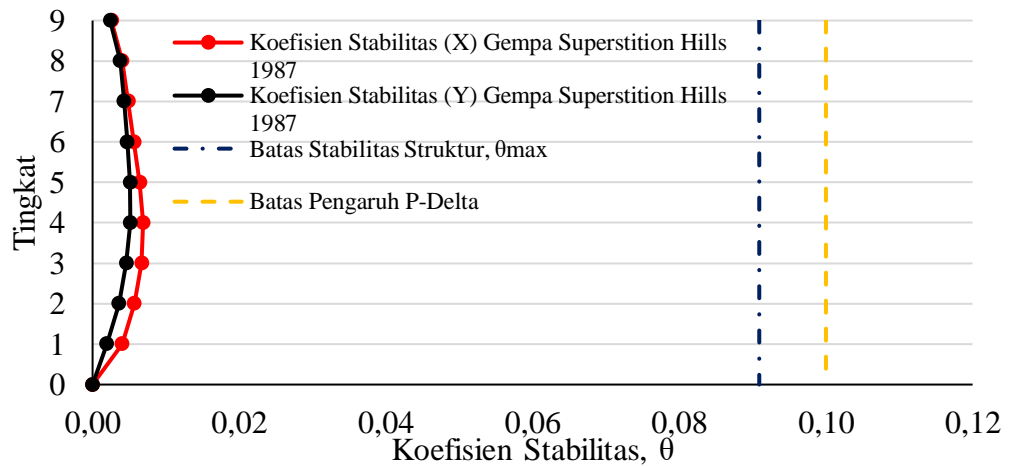 9
8
7
6
5
4
3
2
1
0
Tingkat
Koefisien Stabilitas (X) Gempa Superstition Hills
1987
Koefisien Stabilitas (Y) Gempa Superstition Hills
1987
Batas Stabilitas Struktur, θmax
Batas Pengaruh P-Delta
0,00 0,02 0,04 0,06 0,08 0,10 0,12
Koefisien Stabilitas, θ